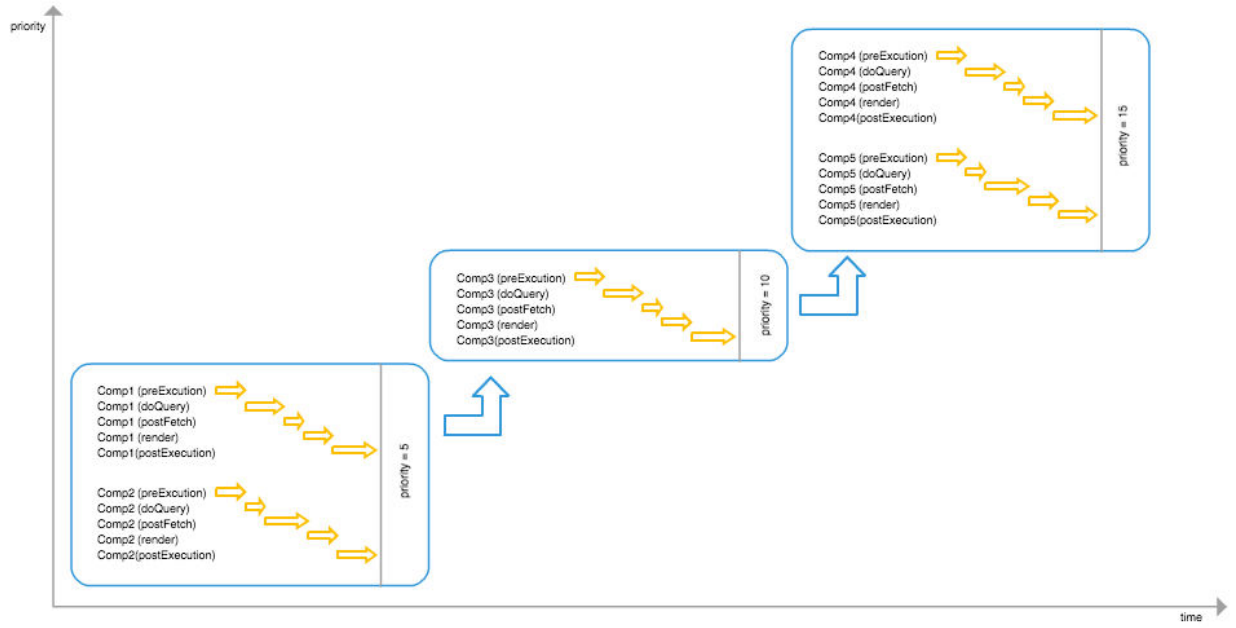 priority
Comp4 (preExcution)
Comp4 (doQuery)
Comp4 (postFetch)
Comp4 (render)
Comp4(postExecution)
Comp5 (preExcution)
Comp5 (doQuery)
Comp5 (postFetch)
Comp5 (render)
Comp5(postExecution)
priority = 15
Comp3 (preExcution)
Comp3 (doQuery)
Comp3 (postFetch)
Comp3 (render)
Comp3(postExecution)
priority = 10
Comp1 (preExcution)
Comp1 (doQuery)
Comp1 (postFetch)
Comp1 (render)
Comp1(postExecution)
Comp2 (preExcution)
Comp2 (doQuery)
Comp2 (postFetch)
Comp2 (render)
Comp2(postExecution)
priority = 5
time